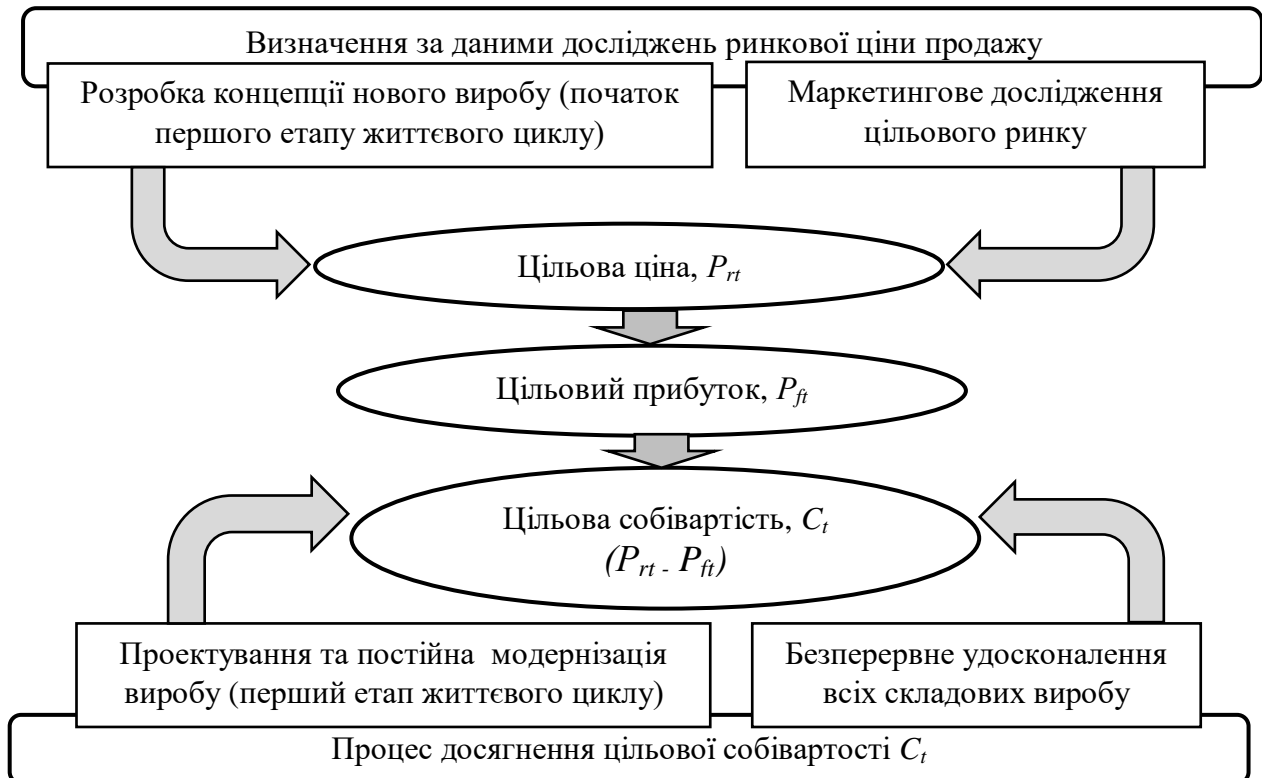 Визначення за даними досліджень ринкової ціни продажу
Розробка концепції нового виробу (початок
першого етапу життєвого циклу)
Маркетингове дослідження
цільового ринку
Цільова ціна, Prt
Цільовий прибуток, Pft
Цільова собівартість, Ct
(Prt - Pft)
Проектування та постійна модернізація
виробу (перший етап життєвого циклу)
Безперервне удосконалення
всіх складових виробу
Процес досягнення цільової собівартості Ct